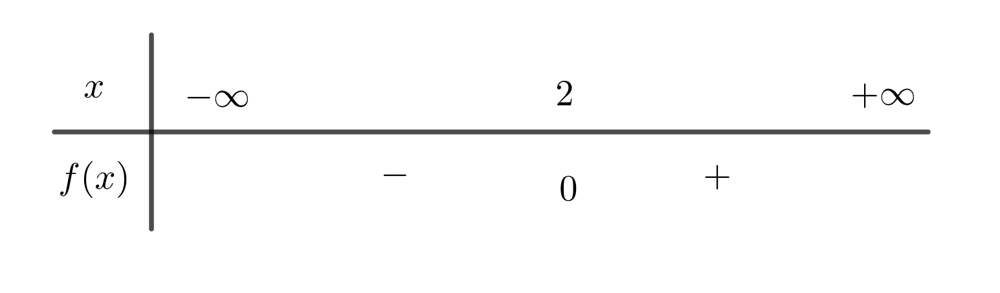 x −∞ 2 +∞
f(x) − 0 +